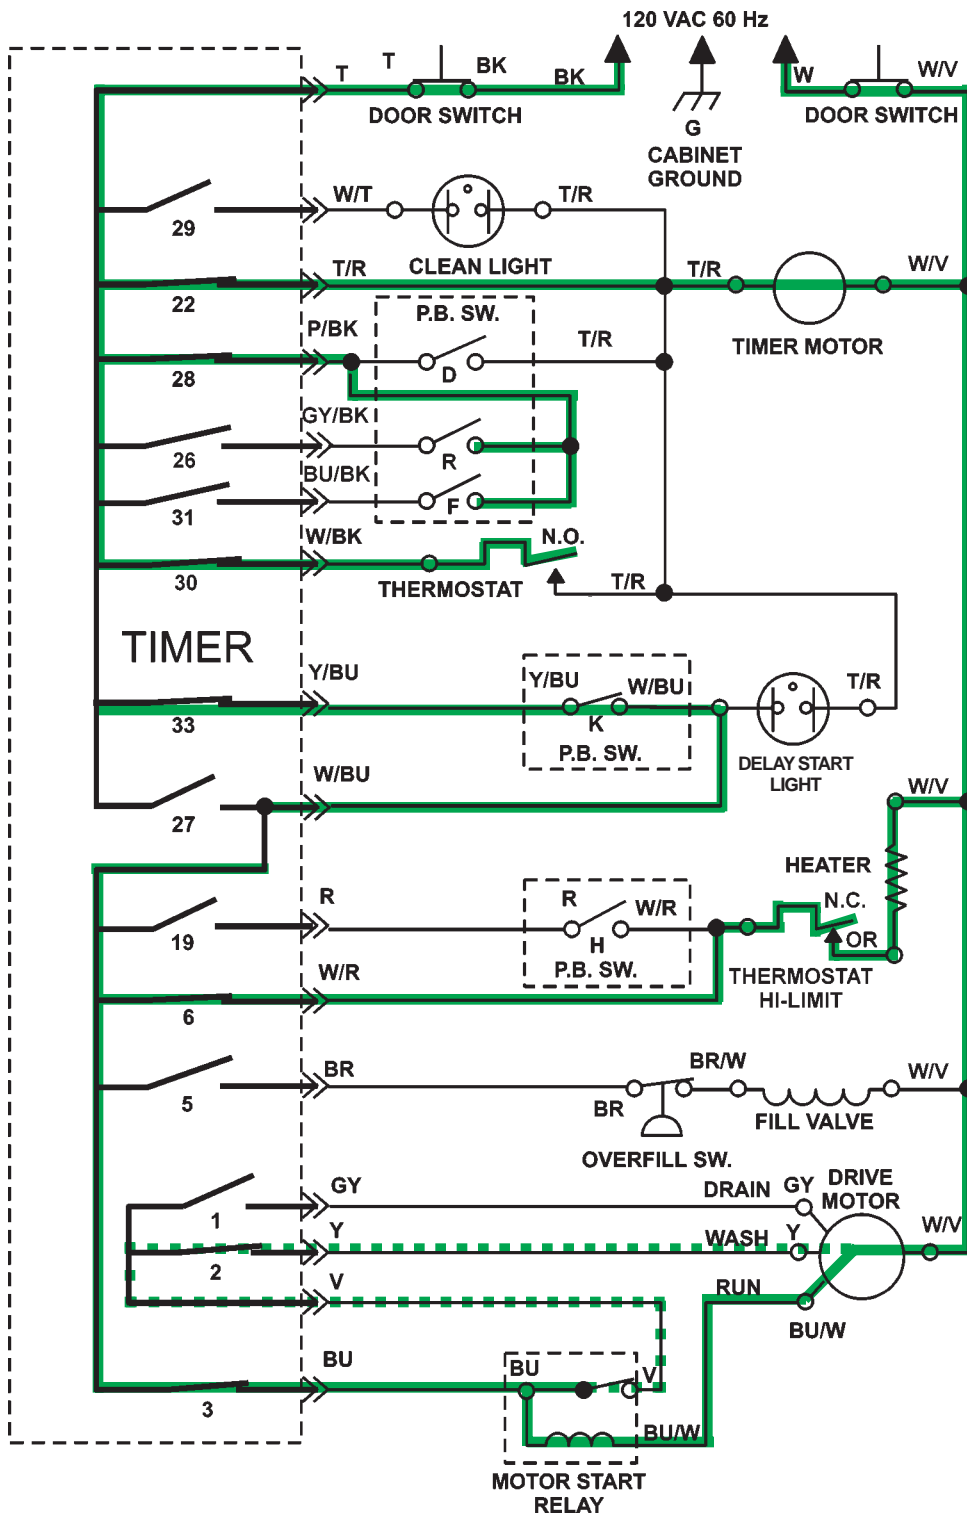 120 VAC 60 Hz
T T BK BK W W/V
DOOR SWITCH
G
DOOR SWITCH
CABINET
GROUND
29 W/T T/R
CLEAN LIGHT
22 T/R T/R W/V
P.B. SW.
TIMER MOTOR
28 P/BK D T/R
26 GY/BK R
31 BU/BK F
30 W/BK N.O.
THERMOSTAT T/R
TIMER
33 Y/BU Y/BU W/BU K
P.B. SW.
T/R
DELAY START
LIGHT
27 W/BU
W/V
HEATER
19 R R W/R H
P.B. SW.
N.C.
OR
THERMOSTAT
HI-LIMIT
6 W/R
5 BR BR BR/W W/V
FILL VALVE
OVERFILL SW.
1 GY DRAIN GY
DRIVE
MOTOR
2 Y WASH Y W/V
V RUN
BU/W
3 BU BU V
BU/W
MOTOR START
RELAY